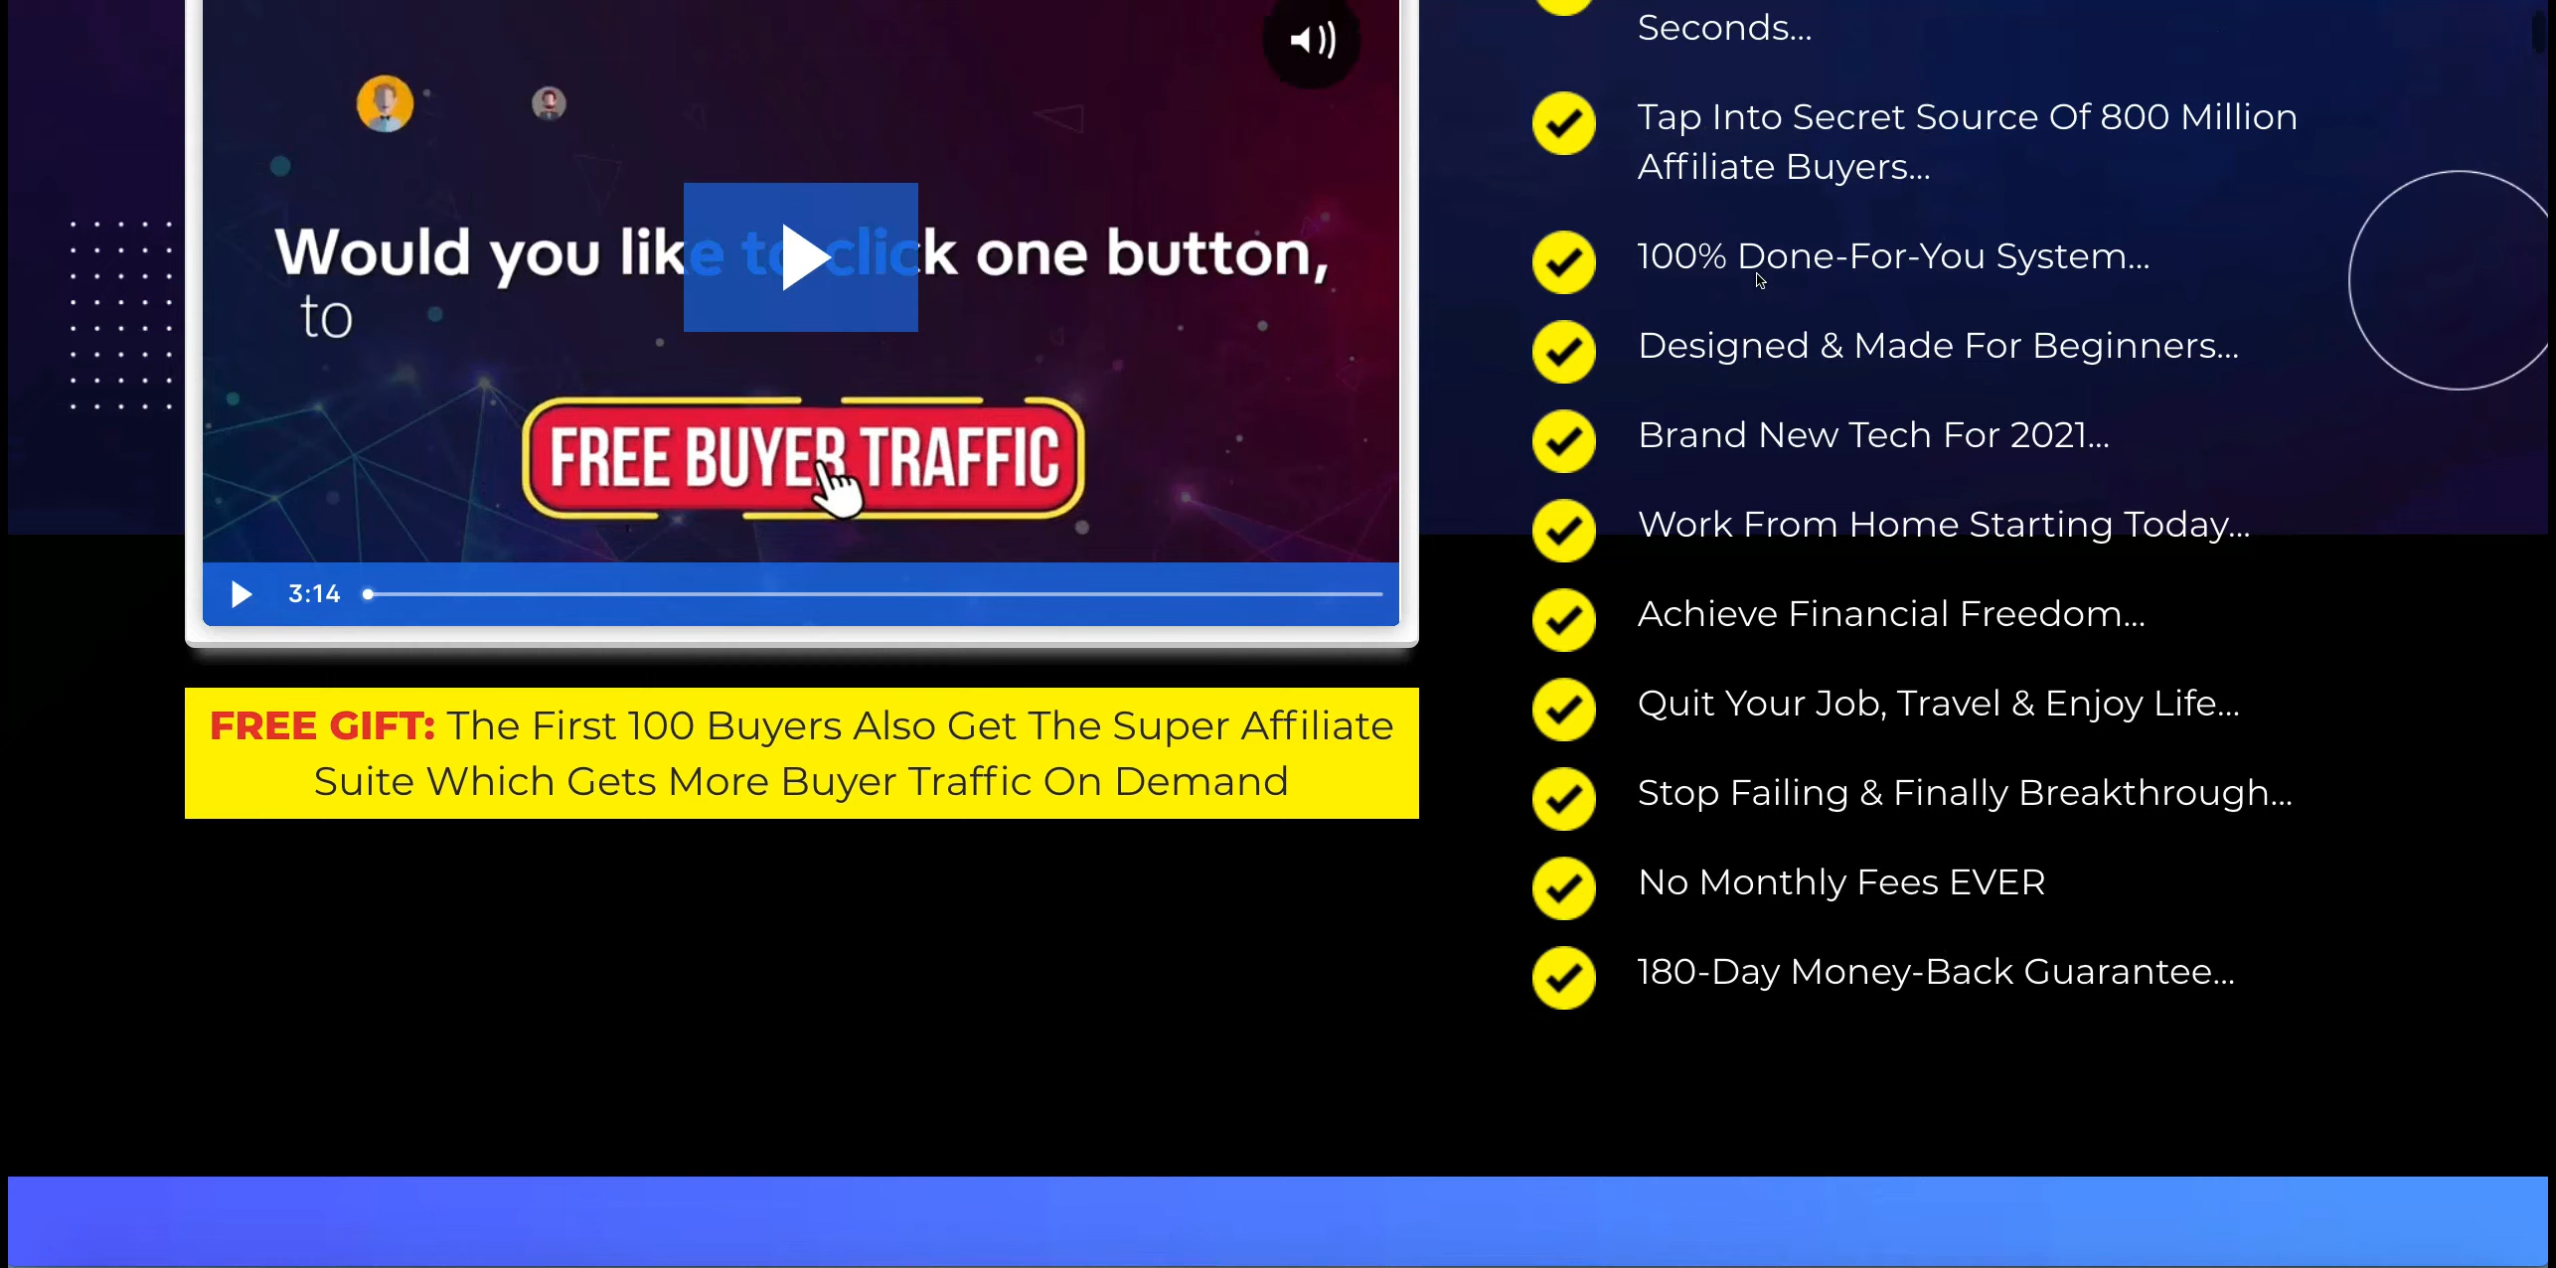 Would you like to click one button,
to
FREE BUYER TRAFFIC
3:14
FREE GIFT: The First 100 Buyers Also Get The Super Affiliate
Suite Which Gets More Buyer Traffic On Demand
Seconds...
Tap Into Secret Source Of 800 Million
Affiliate Buyers...
100% Done-For-You System...
Designed & Made For Beginners...
Brand New Tech For 2021...
Work From Home Starting Today...
Achieve Financial Freedom...
Quit Your Job, Travel & Enjoy Life...
Stop Failing & Finally Breakthrough...
No Monthly Fees EVER
180-Day Money-Back Guarantee...